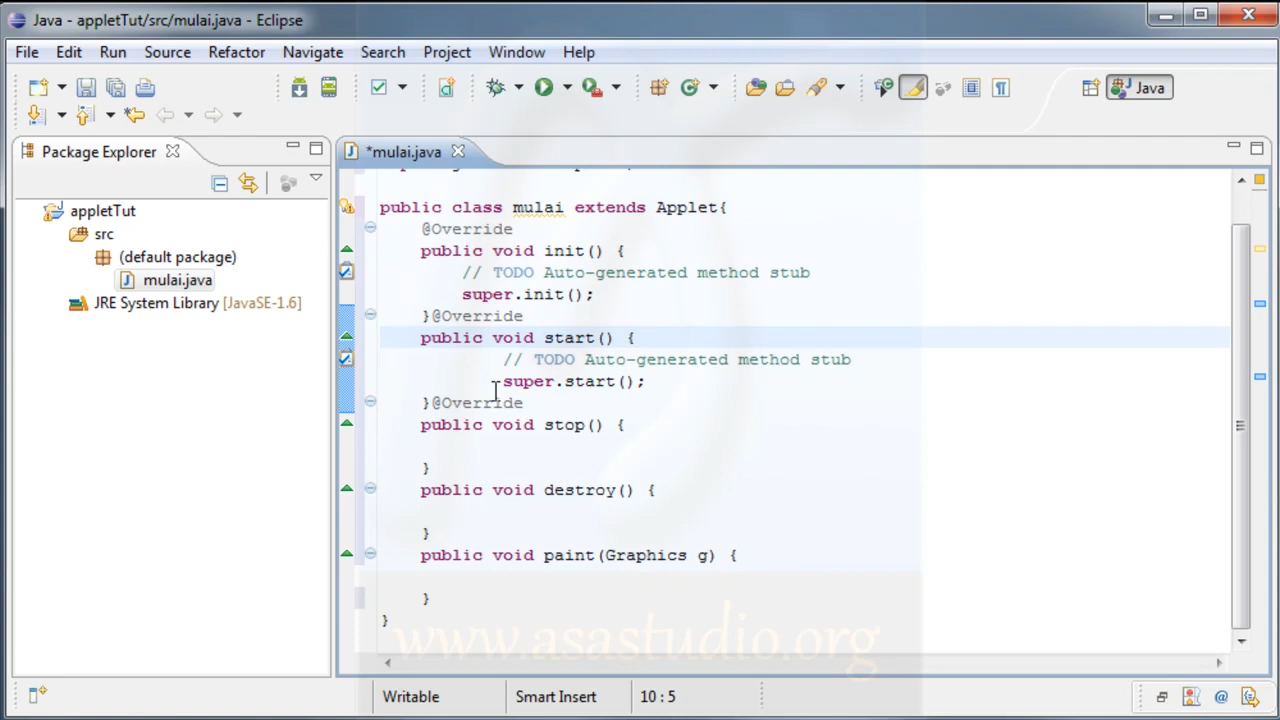 Java - appletTut/src/mulai.java - Eclipse
File Edit Run Source Refactor Navigate Search Project Window Help
Java
Package Explorer
*mulai.java
appletTut
src
(default package)
mulai.java
JRE System Library [JavaSE-1.6]
public class mulai extends Applet{
@Override
public void init() {
// TODO Auto-generated method stub
super.init();
}@Override
public void start() {
// TODO Auto-generated method stub
super.start();
}@Override
public void stop() {
}
public void destroy() {
}
public void paint(Graphics g) {
}
}
www.asastudio.org
Writable Smart Insert 10 : 5